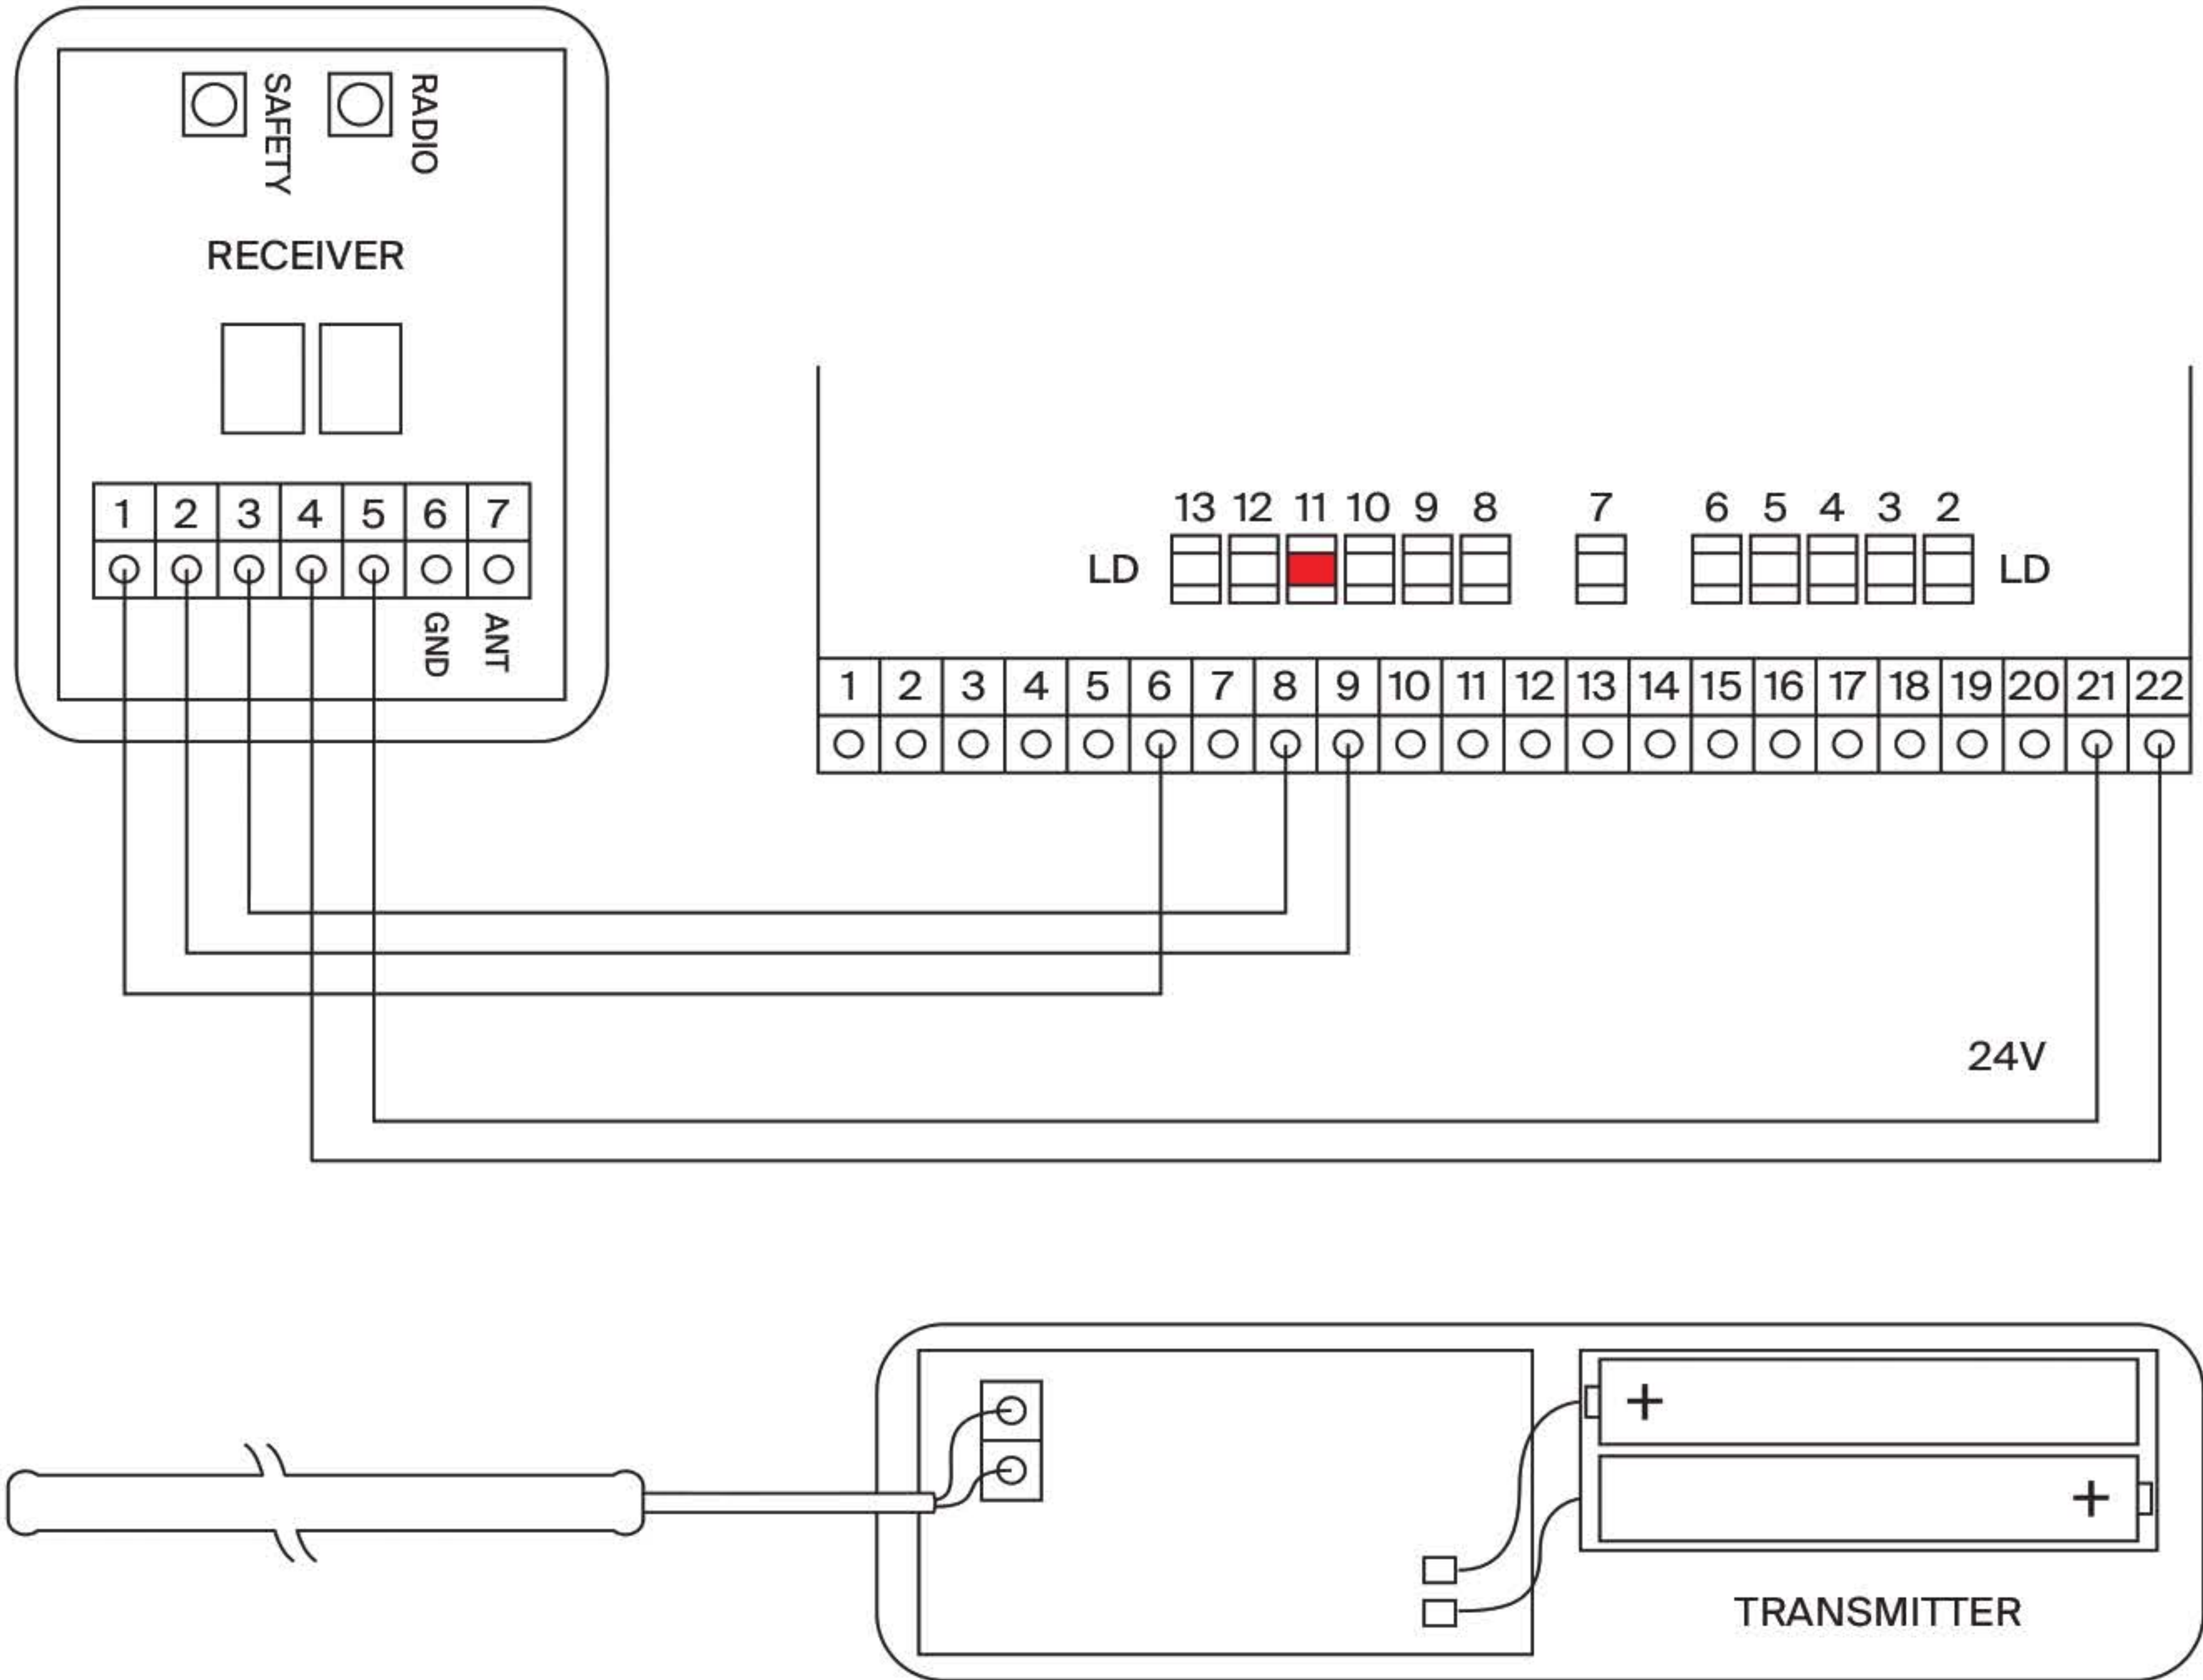 SAFETY
RADIO
RECEIVER
1 2 3 4 5 6 7
GND
ANT
13 12 11 10 9 8 7 6 5 4 3 2
LD LD
1 2 3 4 5 6 7 8 9 10 11 12 13 14 15 16 17 18 19 20 21 22
24V
+
+
TRANSMITTER